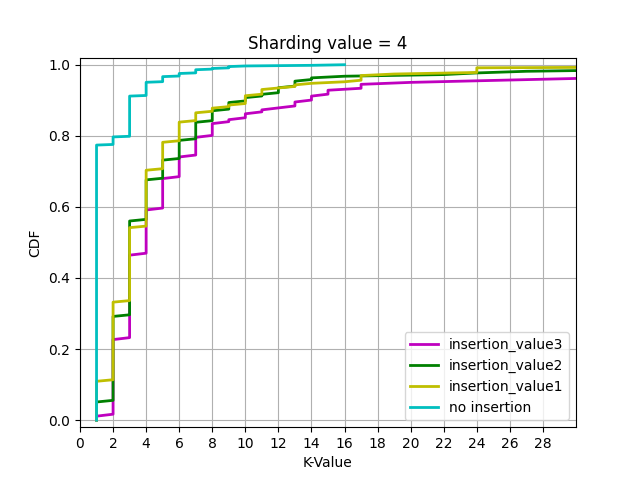 Sharding value = 4
CDF
1.0
0.8
0.6
0.4
0.2
0.0
insertion_value3
insertion_value2
insertion_value1
no insertion
0 2 4 6 8 10 12 14 16 18 20 22 24 26 28
K-Value